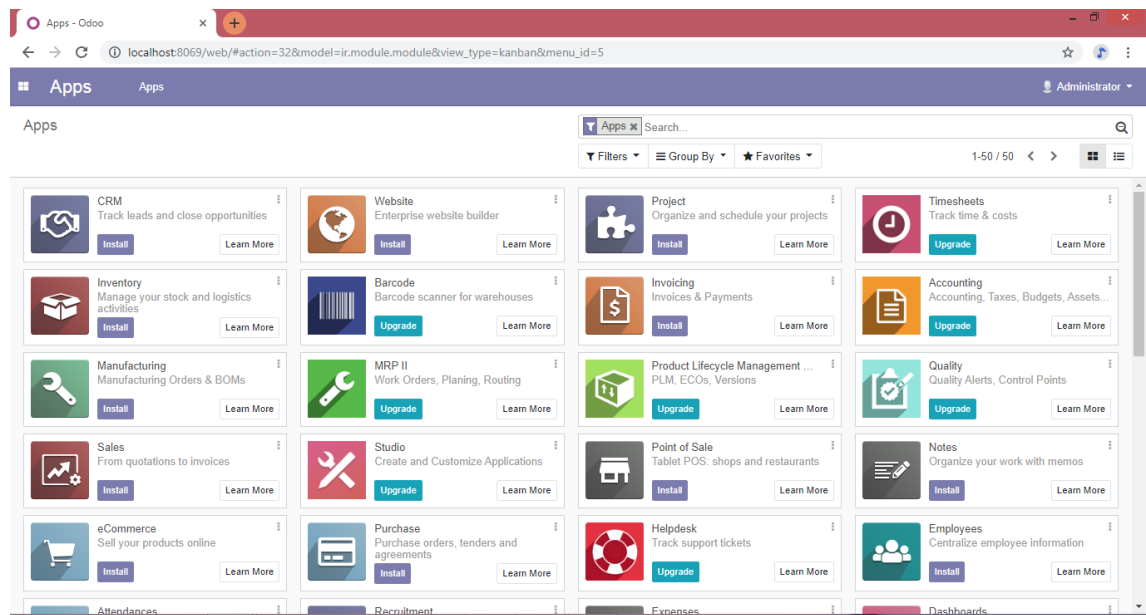 Apps - Odoo
localhost:8069/web/#action=32&model=ir.module.module&view_type=kanban&menu_id=5
Apps Apps Administrator
Apps Apps Search...
Filters Group By Favorites 1-50 / 50
CRM
Track leads and close opportunities
Install Learn More
Website
Enterprise website builder
Install Learn More
Project
Organize and schedule your projects
Install Learn More
Timesheets
Track time & costs
Upgrade Learn More
Inventory
Manage your stock and logistics
activities
Install Learn More
Barcode
Barcode scanner for warehouses
Upgrade Learn More
Invoicing
Invoices & Payments
Install Learn More
Accounting
Accounting, Taxes, Budgets, Assets...
Upgrade Learn More
Manufacturing
Manufacturing Orders & BOMs
Install Learn More
MRP II
Work Orders, Planing, Routing
Upgrade Learn More
Product Lifecycle Management ...
PLM, ECOs, Versions
Upgrade Learn More
Quality
Quality Alerts, Control Points
Upgrade Learn More
Sales
From quotations to invoices
Install Learn More
Studio
Create and Customize Applications
Upgrade Learn More
Point of Sale
Tablet POS: shops and restaurants
Install Learn More
Notes
Organize your work with memos
Install Learn More
eCommerce
Sell your products online
Install Learn More
Purchase
Purchase orders, tenders and
agreements
Install Learn More
Helpdesk
Track support tickets
Upgrade Learn More
Employees
Centralize employee information
Install Learn More
Attendances
Recruitment
Expenses
Dashboards